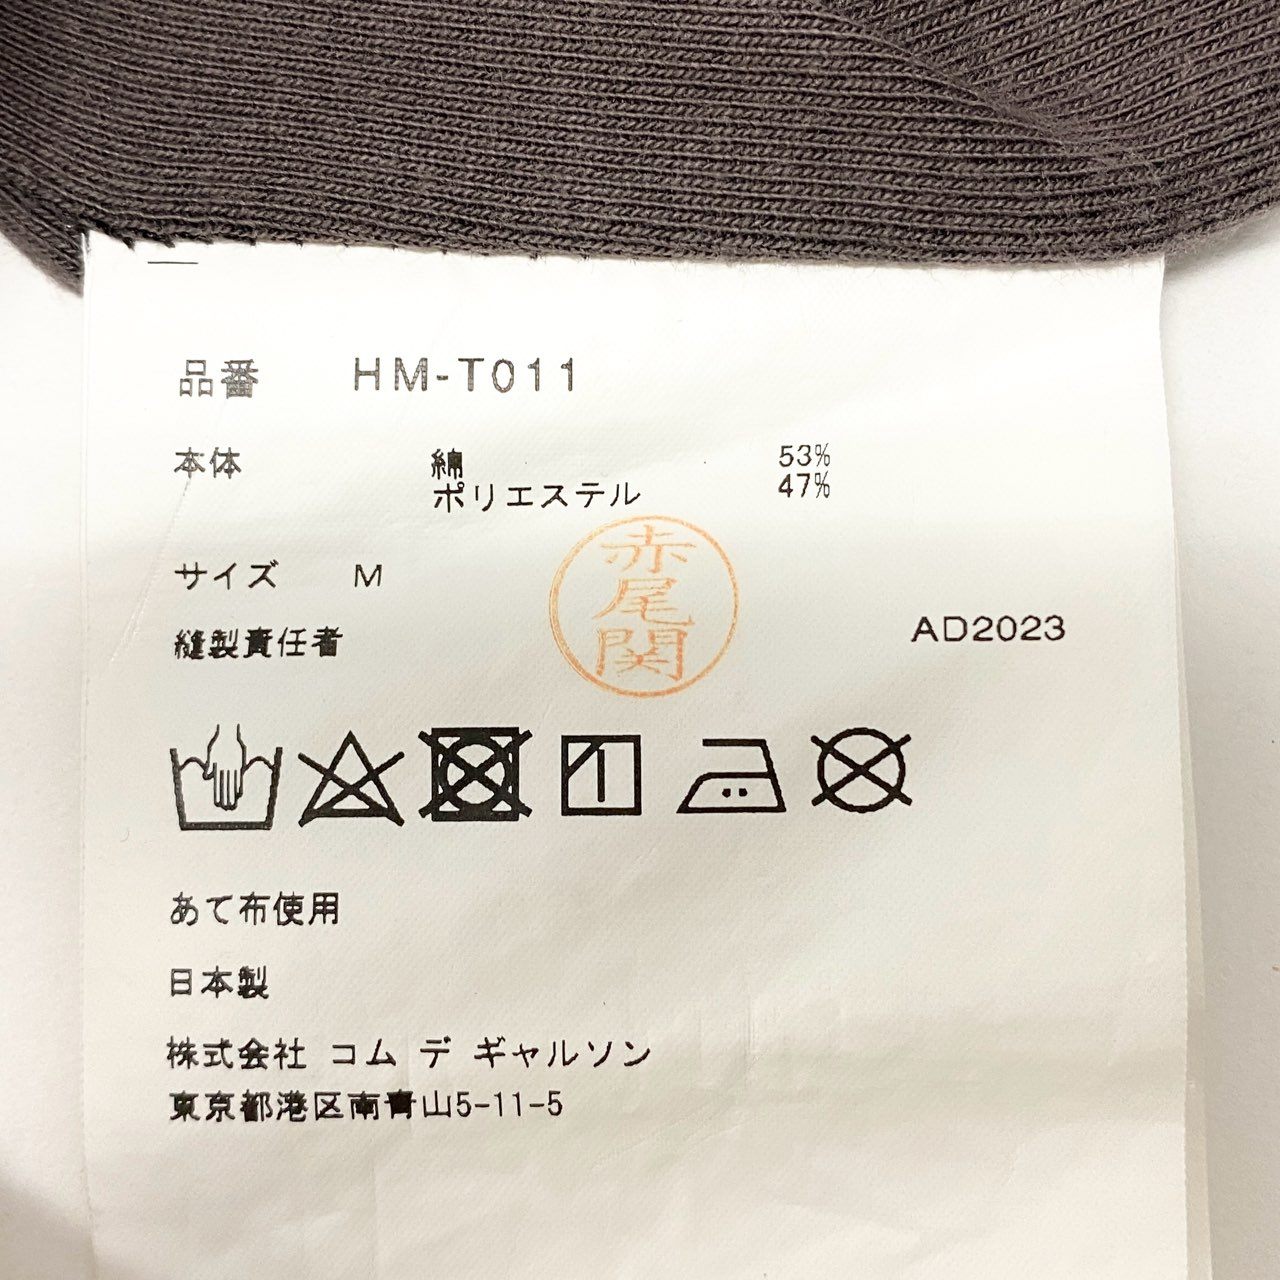 品番 HM-T011
本体 綿 53%
ポリエステル 47%
サイズ M
赤尾関
縫製責任者 AD2023
あて布使用
日本製
株式会社 コム デ ギャルソン
東京都港区南青山5-11-5